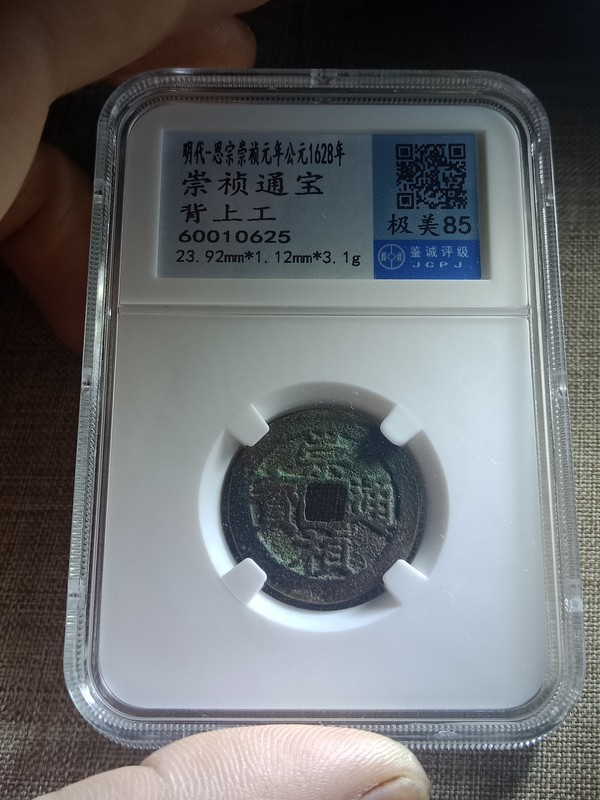 明代-思宗崇祯元年公元1628年
崇祯通宝
背上工
60010625
23.92mm*1.12mm*3.1g
极美85
鉴诚评级
JCPJ
崇
通
寶
禎